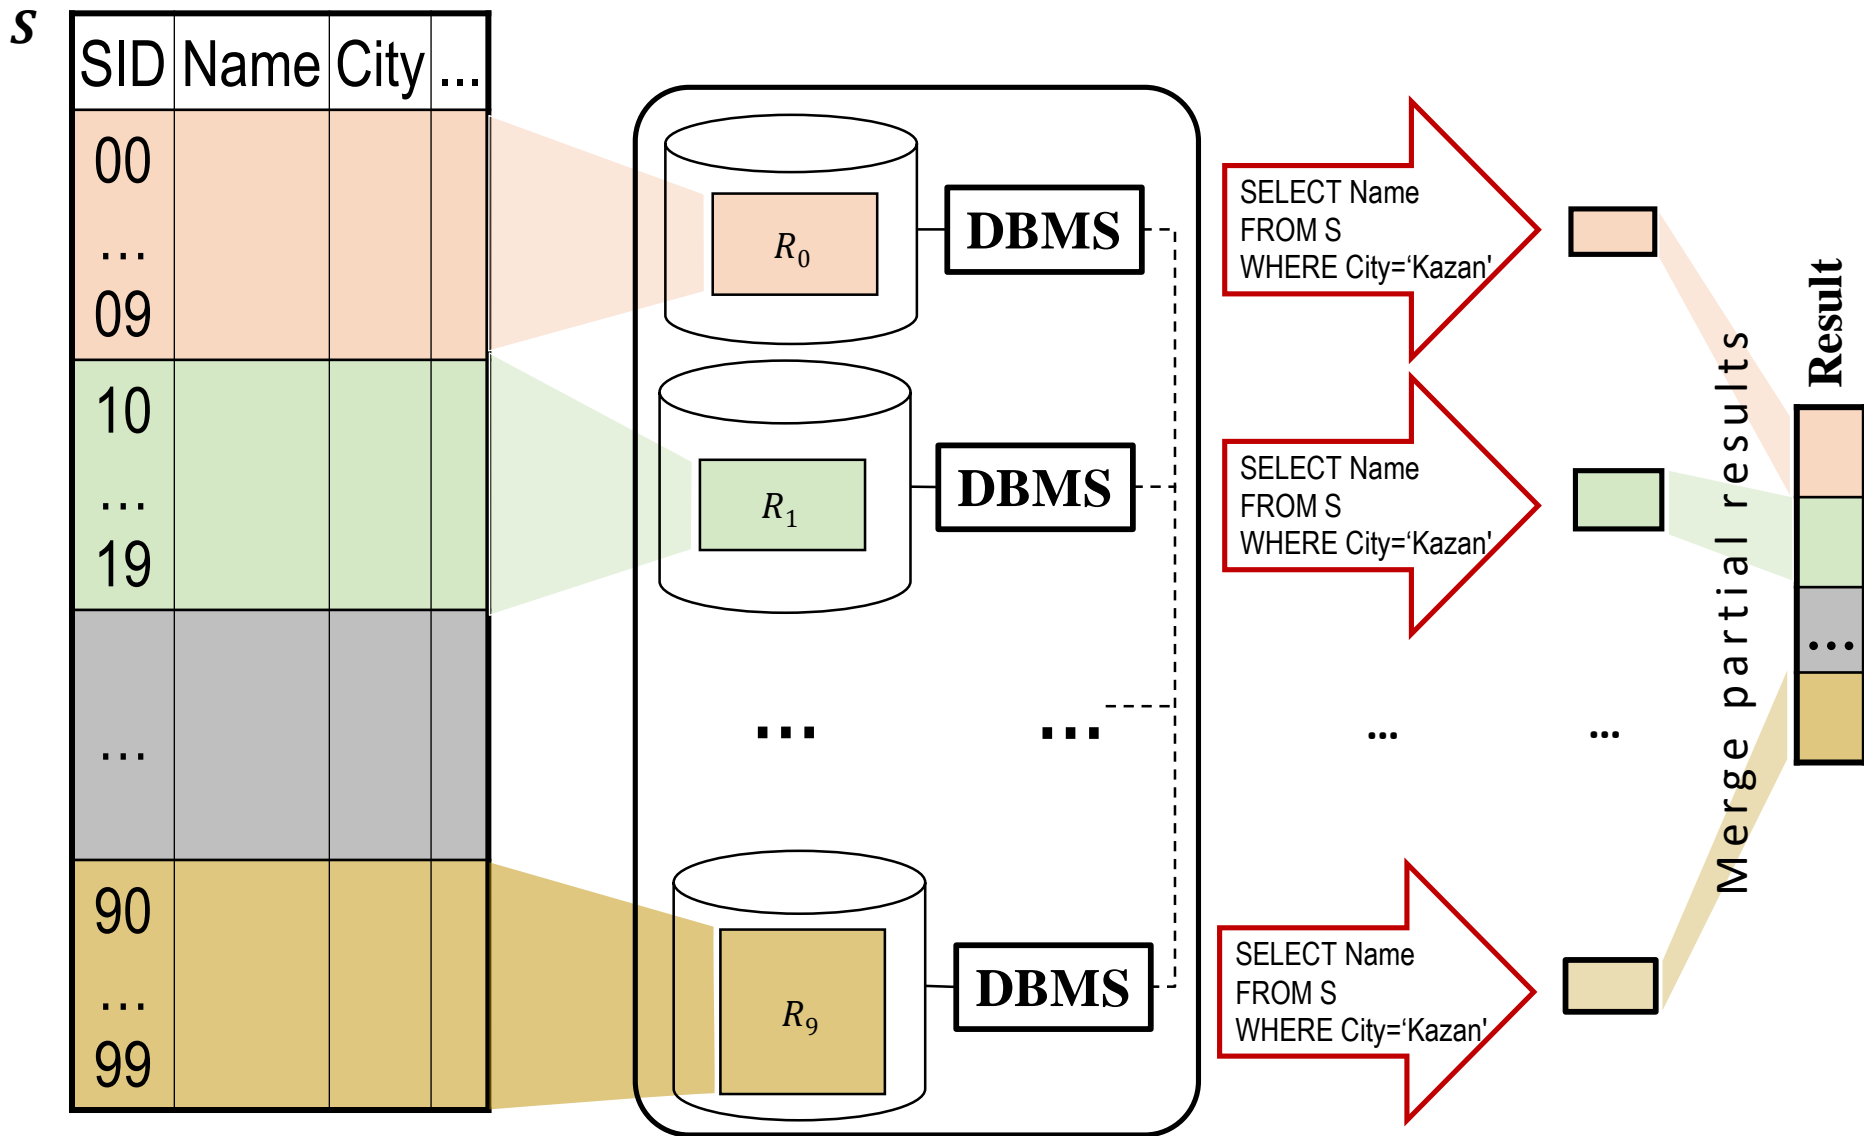 S
SID Name City ...
00
...
09
10
...
19
...
90
...
99
R0
DBMS
R1
DBMS
... ...
R9
DBMS
SELECT Name
FROM S
WHERE City=‘Kazan'
SELECT Name
FROM S
WHERE City=‘Kazan'
... ...
SELECT Name
FROM S
WHERE City=‘Kazan'
Merge partial results
Result
...